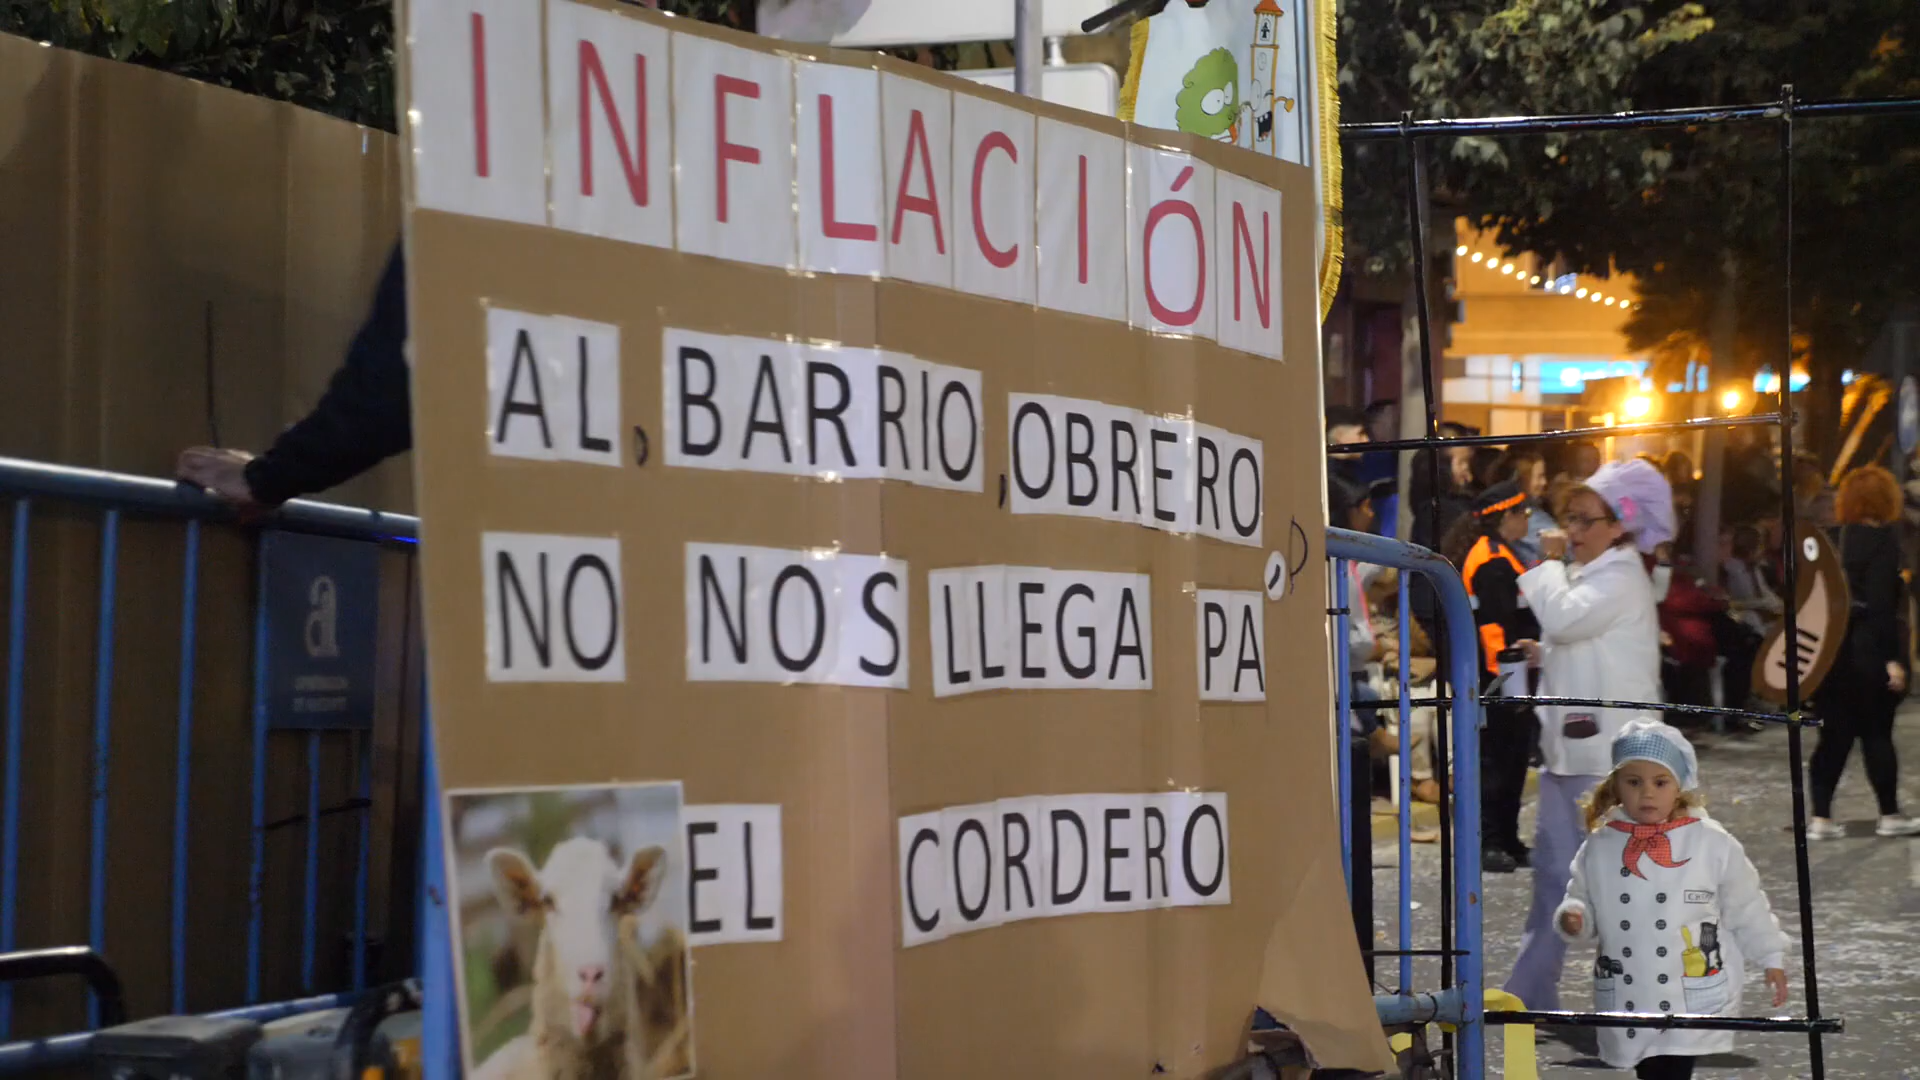 INFLACIÓN
AL, BARRIO, OBRERO,
NO NOS LLEGA PA'
EL CORDERO
a